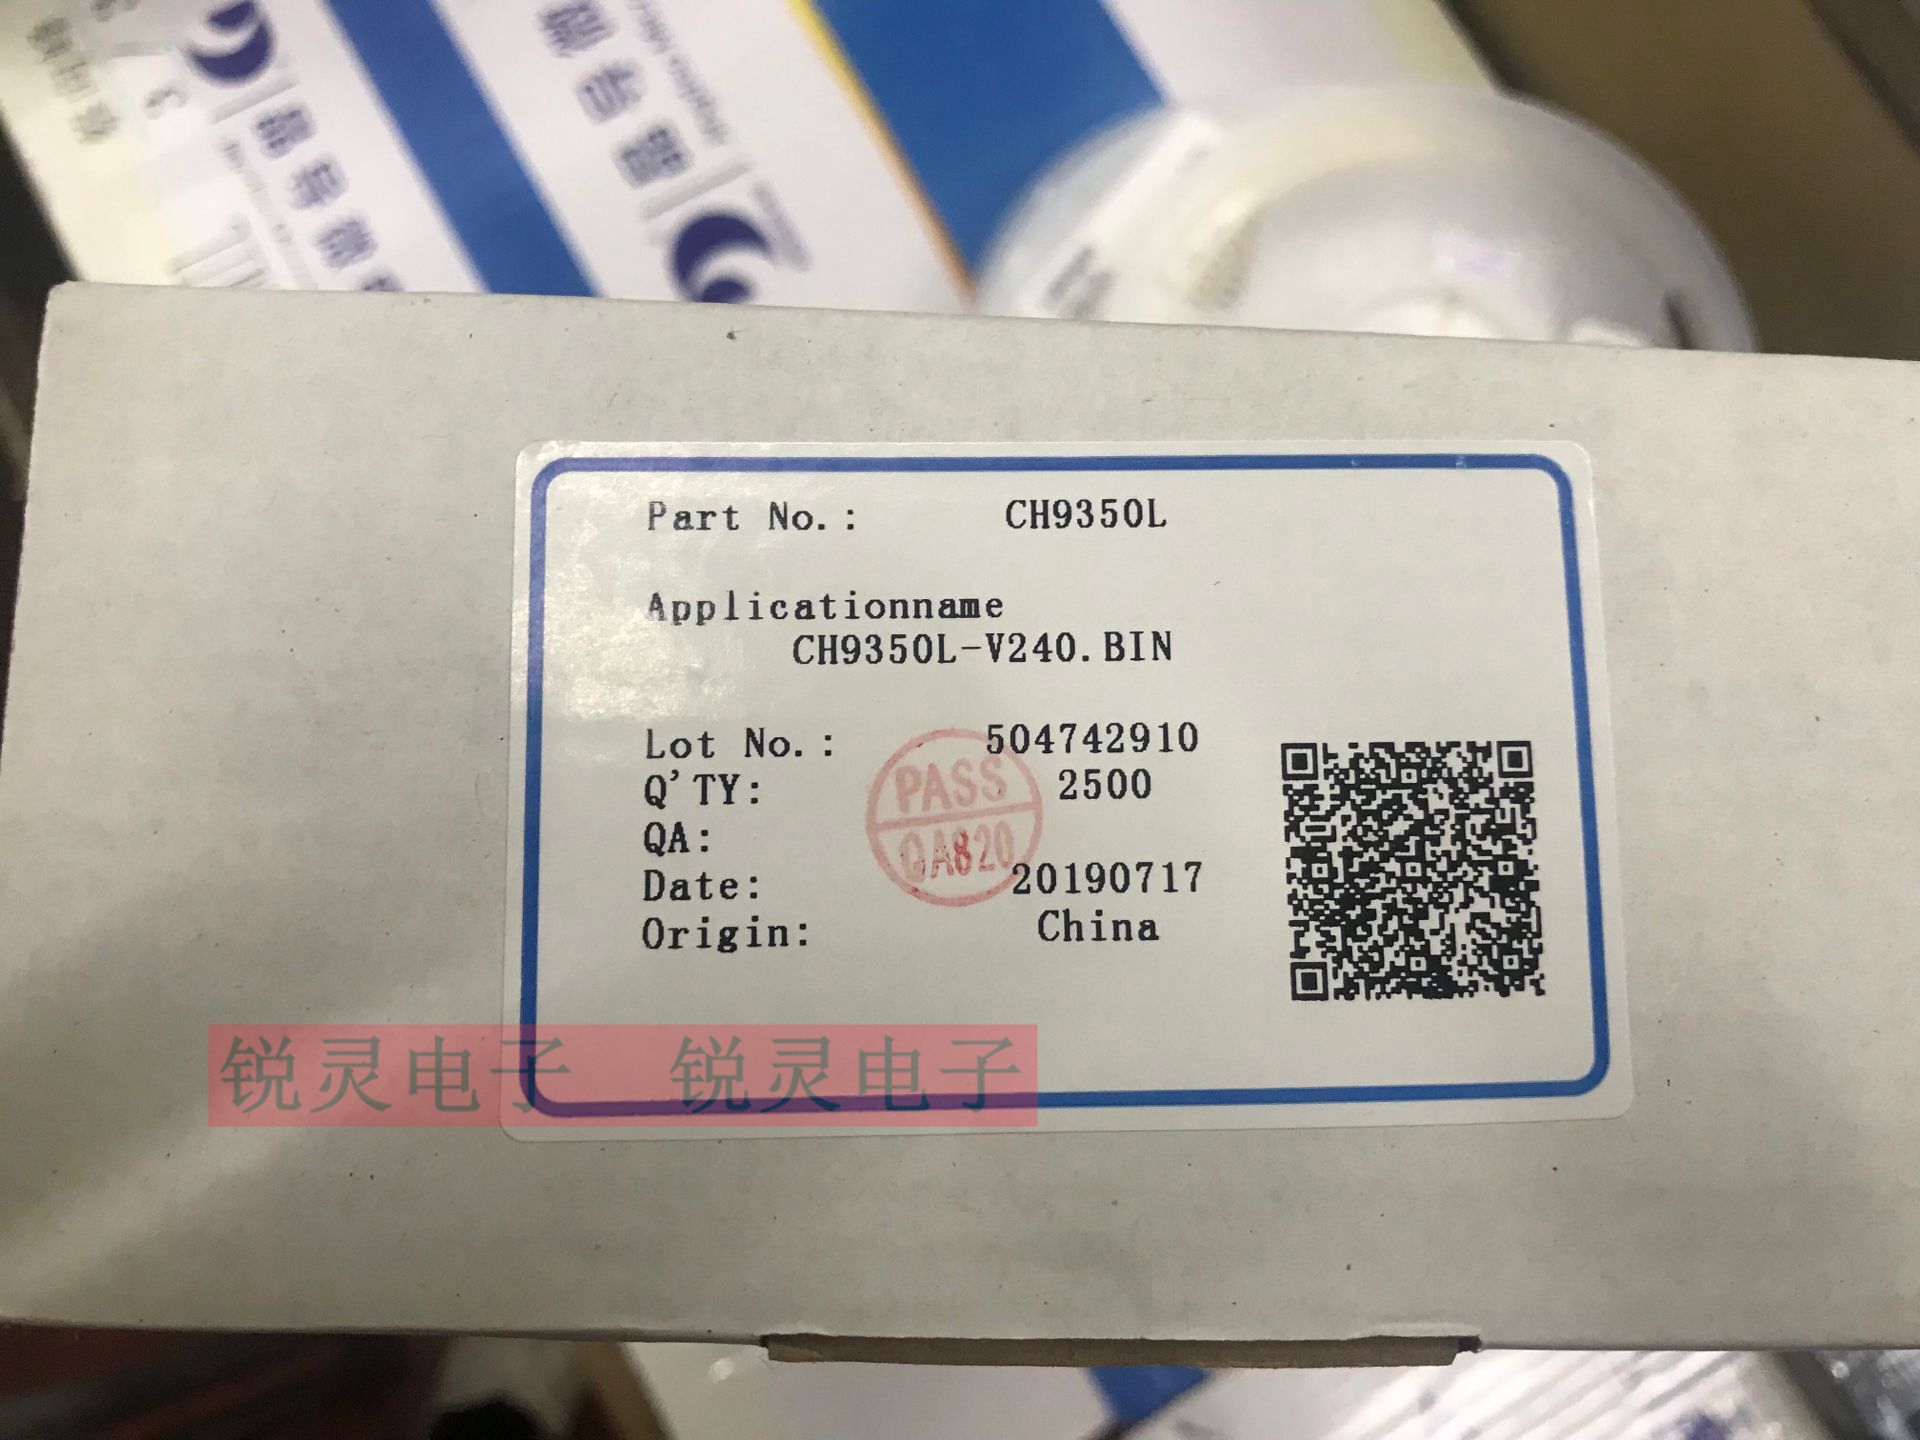 Part No.: CH9350L
Applicationname
CH9350L-V240.BIN
Lot No.: 504742910
Q'TY: 2500
QA:
PASS
QA820
Date: 20190717
Origin: China
锐灵电子 锐灵电子